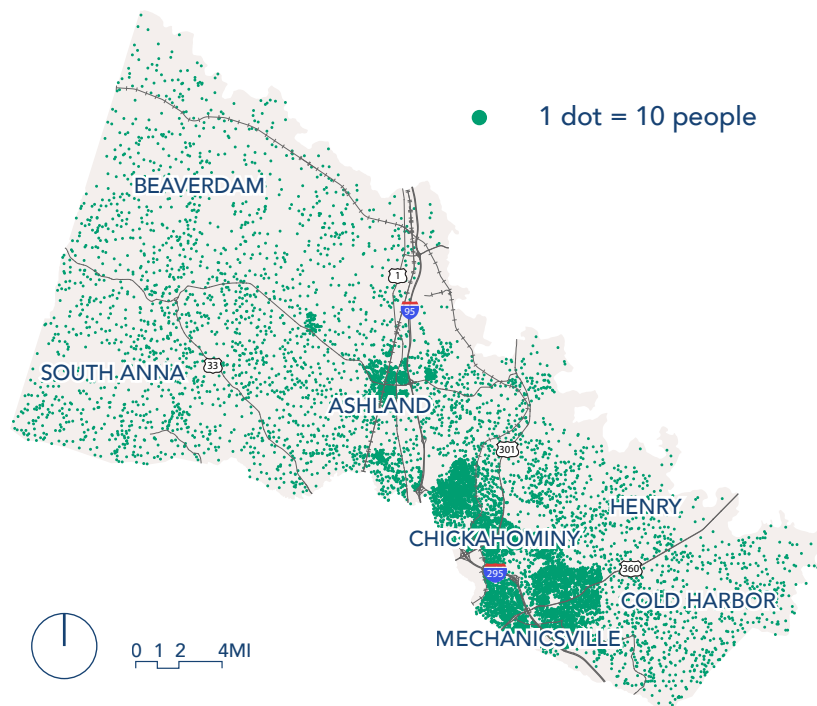 1 dot = 10 people
BEAVERDAM
1
95
33
SOUTH ANNA
ASHLAND
301
HENRY
CHICKAHOMINY
360
295
COLD HARBOR
MECHANICSVILLE
0 1 2 4MI